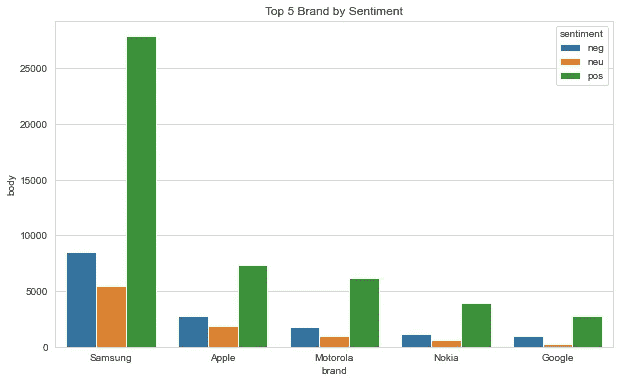 Top 5 Brand by Sentiment
sentiment
neg
neu
pos
25000
20000
15000
10000
5000
0
body
Samsung Apple Motorola Nokia Google
brand